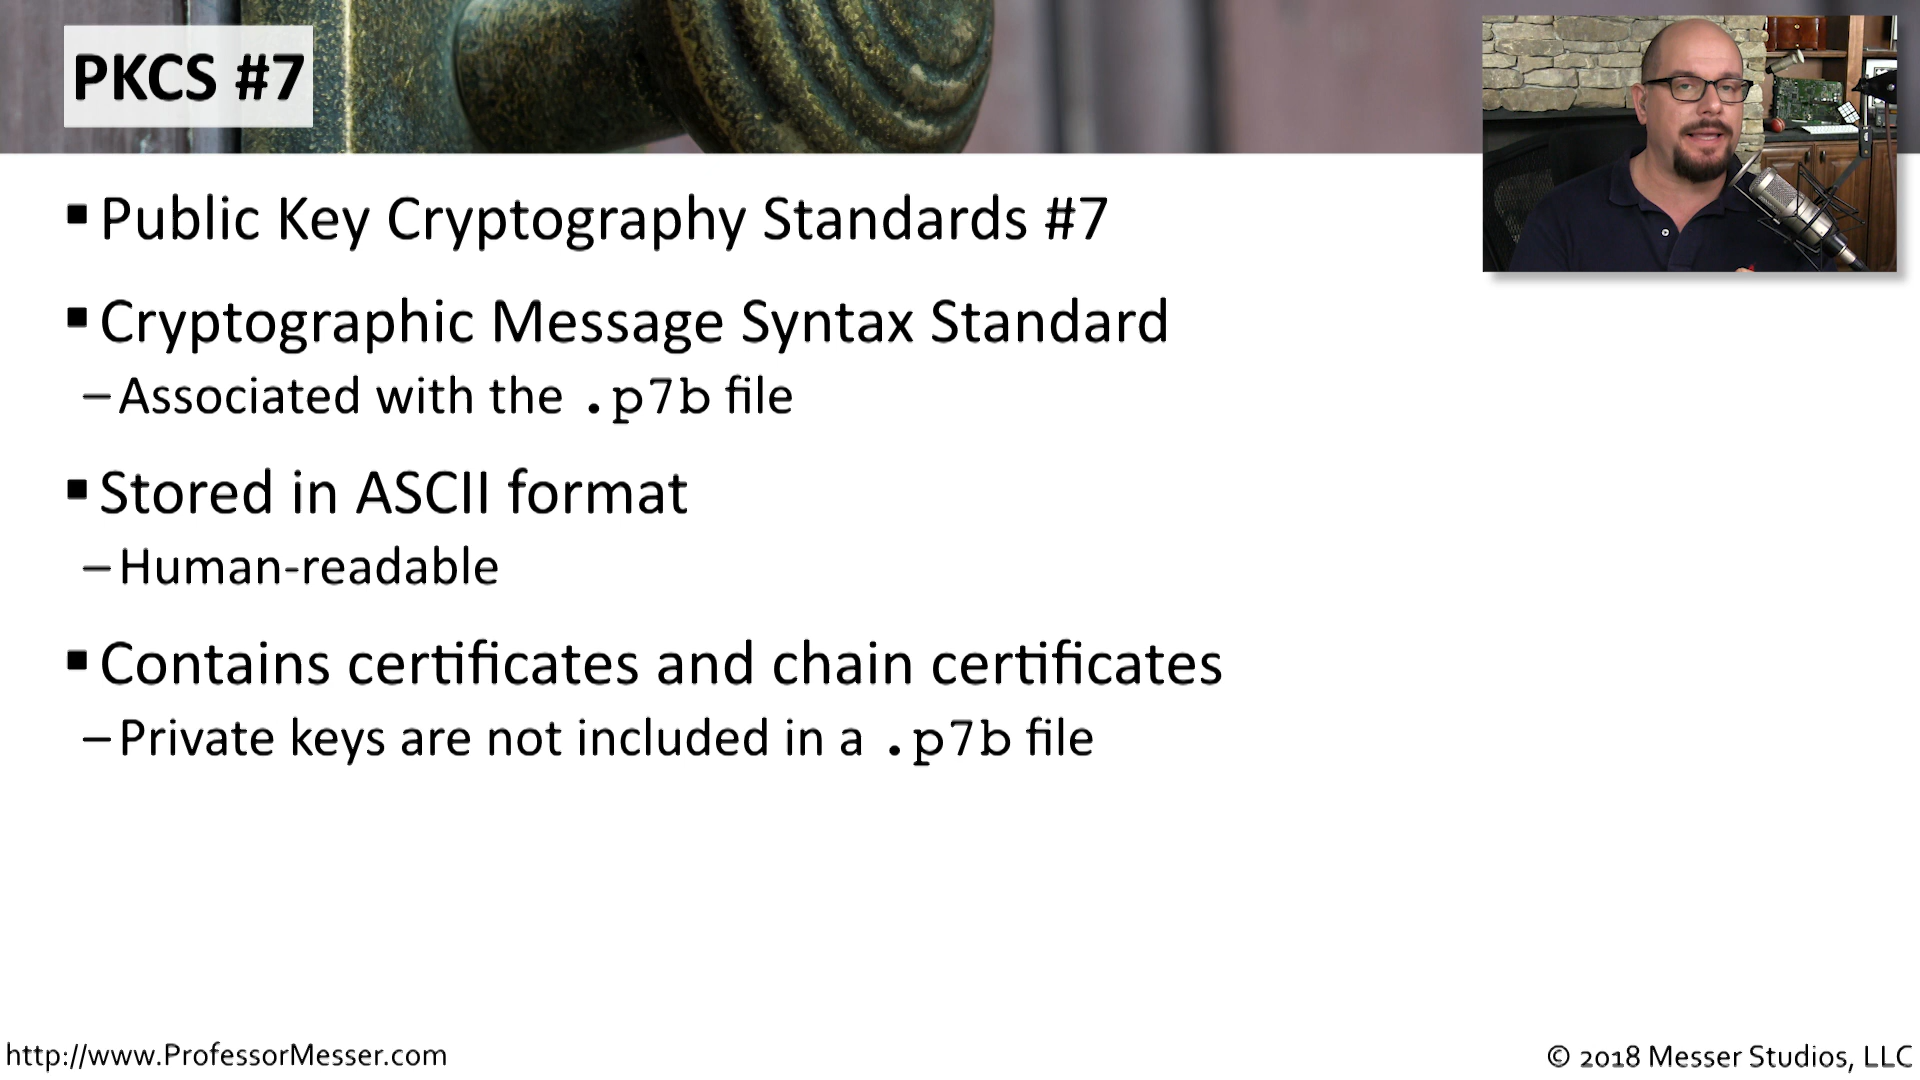 PKCS #7
▪ Public Key Cryptography Standards #7
▪ Cryptographic Message Syntax Standard
– Associated with the .p7b file
▪ Stored in ASCII format
– Human-readable
▪ Contains certificates and chain certificates
– Private keys are not included in a .p7b file
http://www.ProfessorMesser.com
© 2018 Messer Studios, LLC